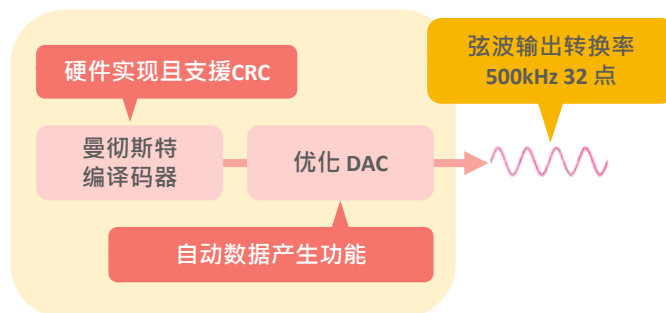 硬件实现且支援CRC
弦波输出转换率
500kHz 32 点
曼彻斯特
编译码器
优化 DAC
自动数据产生功能